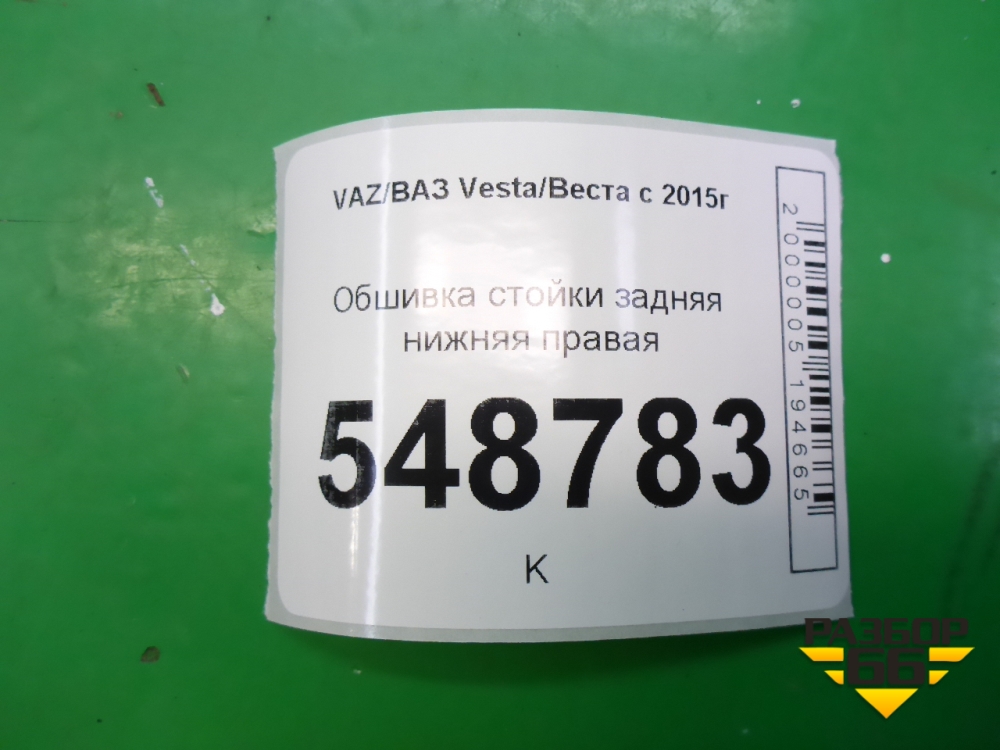 VAZ/ВАЗ Vesta/Веста с 2015г
Обшивка стойки задняя
нижняя правая
548783
К
2000005194665
РАЗБОР
66